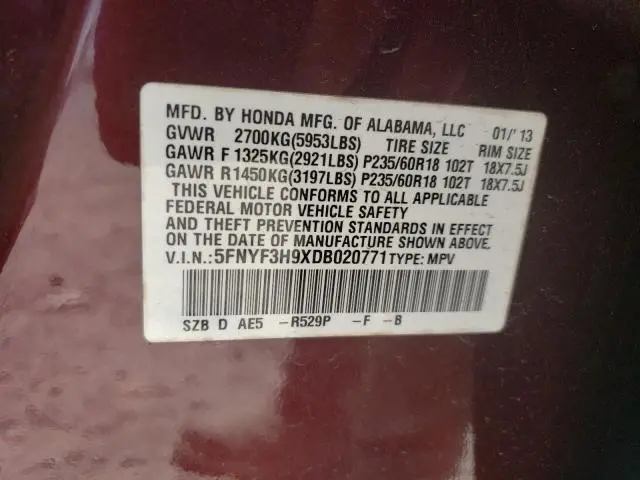 MFD. BY HONDA MFG. OF ALABAMA, LLC 01/'13
GVWR 2700KG(5953LBS) TIRE SIZE RIM SIZE
GAWR F 1325KG(2921LBS) P235/60R18 102T 18X7.5J
GAWR R1450KG(3197LBS) P235/60R18 102T 18X7.5J
THIS VEHICLE CONFORMS TO ALL APPLICABLE
FEDERAL MOTOR VEHICLE SAFETY
AND THEFT PREVENTION STANDARDS IN EFFECT
ON THE DATE OF MANUFACTURE SHOWN ABOVE.
V.I.N.:5FNYF3H9XDB020771TYPE: MPV
SZB D AE5 -R529P -F -B